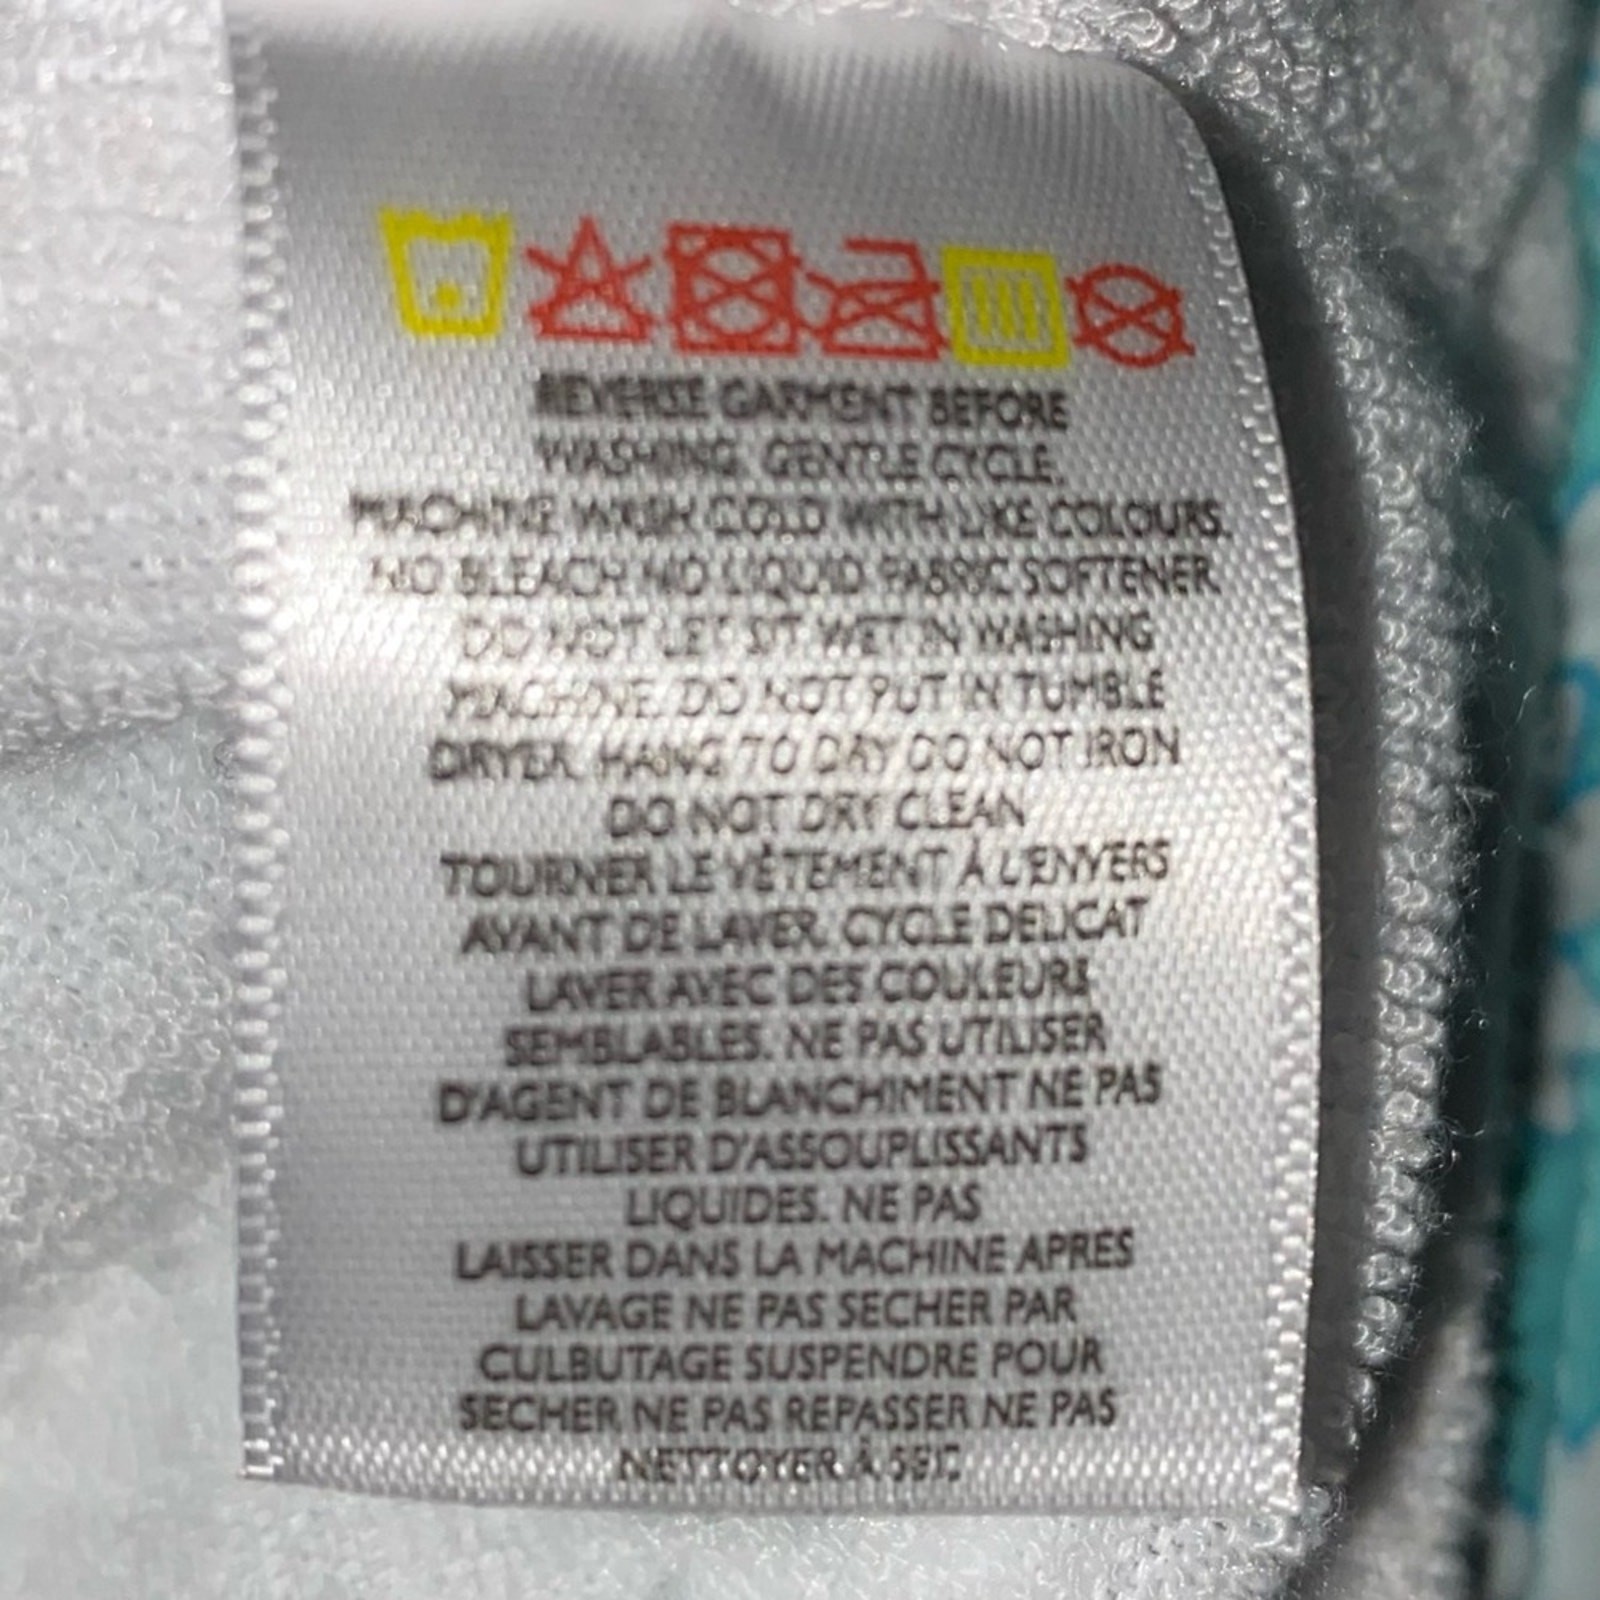 REVERSE GARMENT BEFORE
WASHING. GENTLE CYCLE.
MACHINE WASH COLD WITH LIKE COLOURS.
NO BLEACH. NO LIQUID FABRIC SOFTENER.
DO NOT LET SIT WET IN WASHING
MACHINE. DO NOT PUT IN TUMBLE
DRYER. HANG TO DRY DO NOT IRON
DO NOT DRY CLEAN
TOURNER LE VÊTEMENT À L'ENVERS
AVANT DE LAVER. CYCLE DELICAT
LAVER AVEC DES COULEURS
SEMBLABLES. NE PAS UTILISER
D'AGENT DE BLANCHIMENT NE PAS
UTILISER D'ASSOUPLISSANTS
LIQUIDES. NE PAS
LAISSER DANS LA MACHINE APRES
LAVAGE NE PAS SECHER PAR
CULBUTAGE SUSPENDRE POUR
SECHER NE PAS REPASSER NE PAS
NETTOYER À